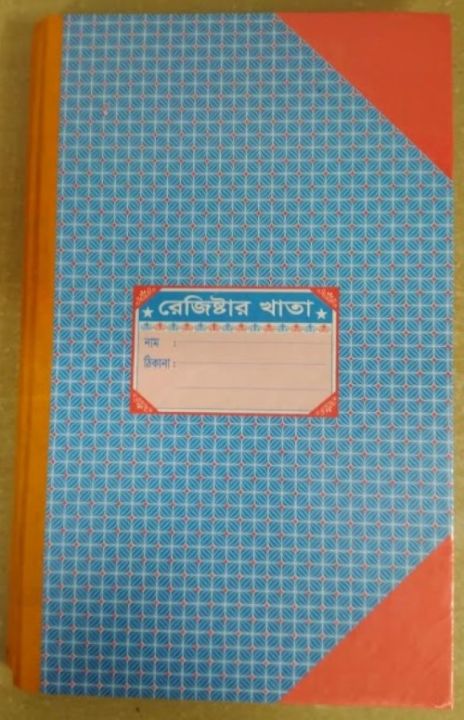 রেজিষ্টার খাতা
নাম :
ঠিকানা :